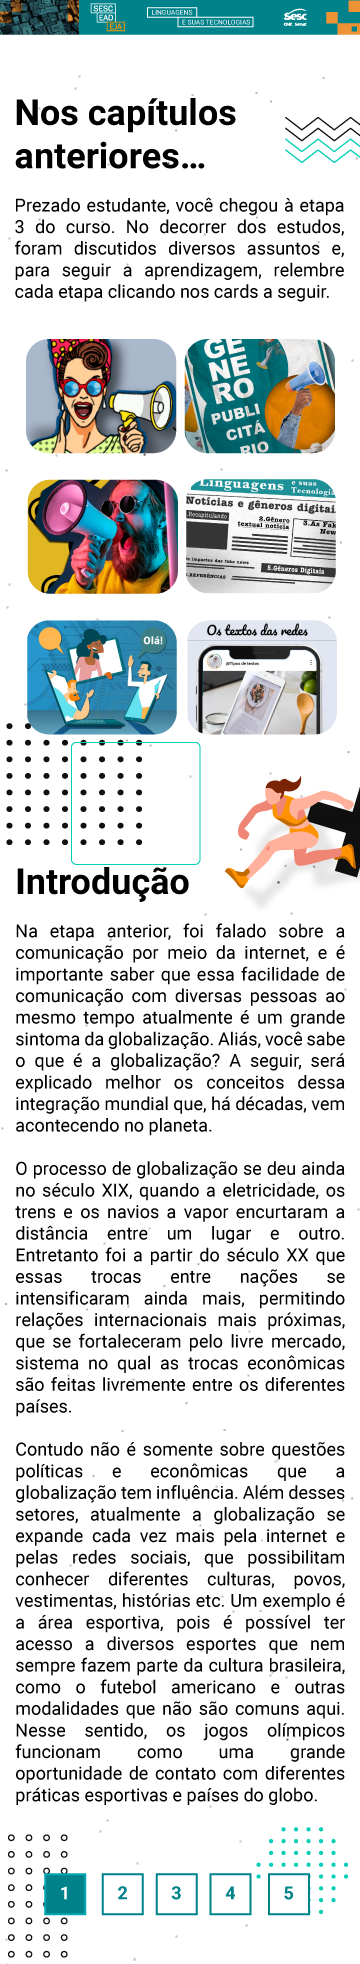 SESC
EAD
EJA
LINGUAGENS
E SUAS TECNOLOGIAS
Sesc
CNC Senac
Nos capítulos
anteriores...
Prezado estudante, você chegou à etapa
3 do curso. No decorrer dos estudos,
foram discutidos diversos assuntos e,
para seguir a aprendizagem, relembre
cada etapa clicando nos cards a seguir.
GÊ
NE
RO
PUBLI
CITÁ
RIO
Linguagens e suas
Tecnologia
Notícias e gêneros digitai
.Recapitulando
2.Gênero
textual notícia
3.As Fak
New
os impactos das fake news
5.Gêneros Digitais
.REFERÊNCIAS
Olá!
Os textos das redes
@Tipos de textos
Introdução
Na etapa anterior, foi falado sobre a
comunicação por meio da internet, e é
importante saber que essa facilidade de
comunicação com diversas pessoas ao
mesmo tempo atualmente é um grande
sintoma da globalização. Aliás, você sabe
o que é a globalização? A seguir, será
explicado melhor os conceitos dessa
integração mundial que, há décadas, vem
acontecendo no planeta.
O processo de globalização se deu ainda
no século XIX, quando a eletricidade, os
trens e os navios a vapor encurtaram a
distância entre um lugar e outro.
Entretanto foi a partir do século XX que
essas trocas entre nações se
intensificaram ainda mais, permitindo
relações internacionais mais próximas,
que se fortaleceram pelo livre mercado,
sistema no qual as trocas econômicas
são feitas livremente entre os diferentes
países.
Contudo não é somente sobre questões
políticas e econômicas que a
globalização tem influência. Além desses
setores, atualmente a globalização se
expande cada vez mais pela internet e
pelas redes sociais, que possibilitam
conhecer diferentes culturas, povos,
vestimentas, histórias etc. Um exemplo é
a área esportiva, pois é possível ter
acesso a diversos esportes que nem
sempre fazem parte da cultura brasileira,
como o futebol americano e outras
modalidades que não são comuns aqui.
Nesse sentido, os jogos olímpicos
funcionam como uma grande
oportunidade de contato com diferentes
práticas esportivas e países do globo.
1 2 3 4 5